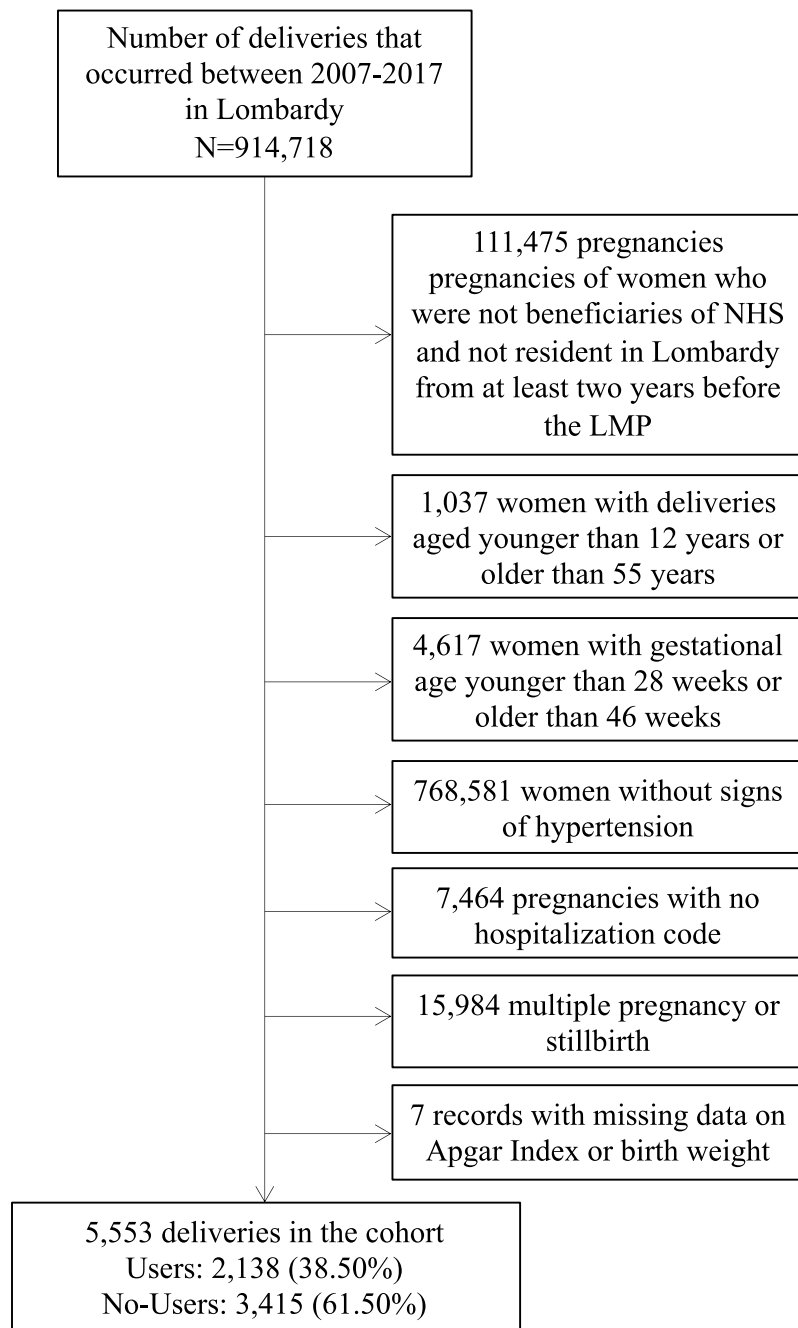 Number of deliveries that
occurred between 2007-2017
in Lombardy
N=914,718
111,475 pregnancies
pregnancies of women who
were not beneficiaries of NHS
and not resident in Lombardy
from at least two years before
the LMP
1,037 women with deliveries
aged younger than 12 years or
older than 55 years
4,617 women with gestational
age younger than 28 weeks or
older than 46 weeks
768,581 women without signs
of hypertension
7,464 pregnancies with no
hospitalization code
15,984 multiple pregnancy or
stillbirth
7 records with missing data on
Apgar Index or birth weight
5,553 deliveries in the cohort
Users: 2,138 (38.50%)
No-Users: 3,415 (61.50%)